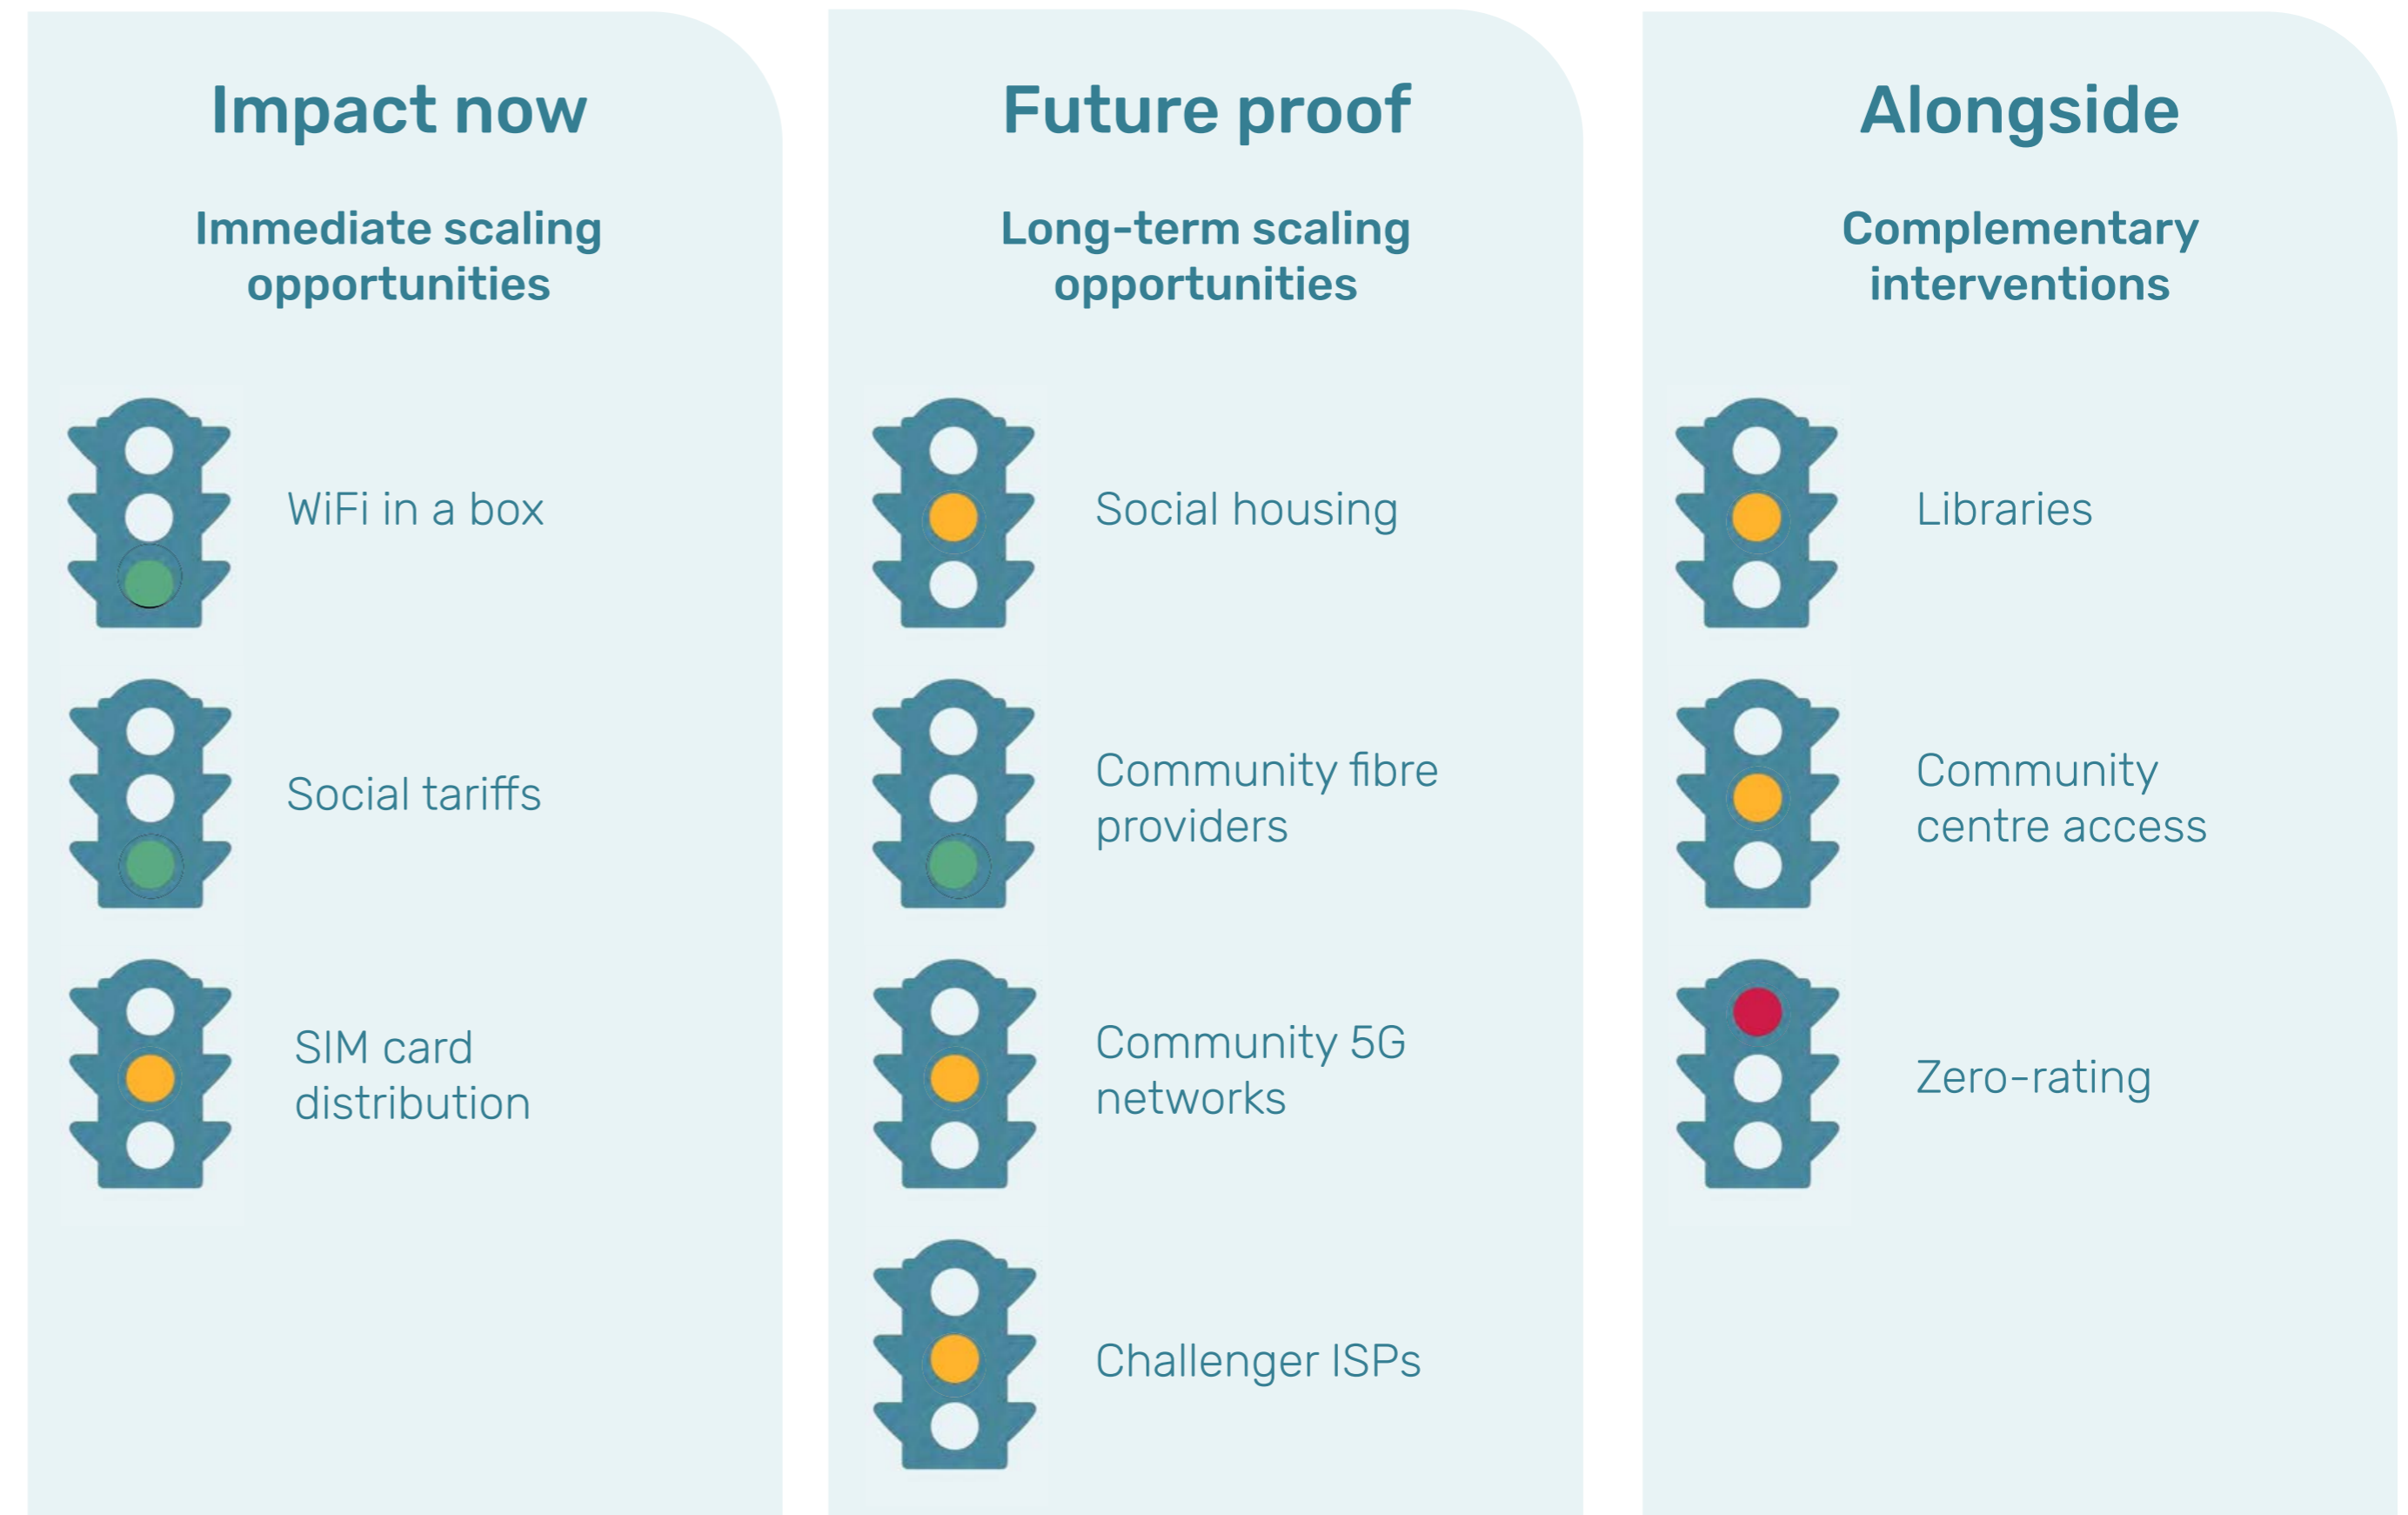 Impact now
Immediate scaling
opportunities
WiFi in a box
Social tariffs
SIM card
distribution
Future proof
Long-term scaling
opportunities
Social housing
Community fibre
providers
Community 5G
networks
Challenger ISPs
Alongside
Complementary
interventions
Libraries
Community
centre access
Zero-rating